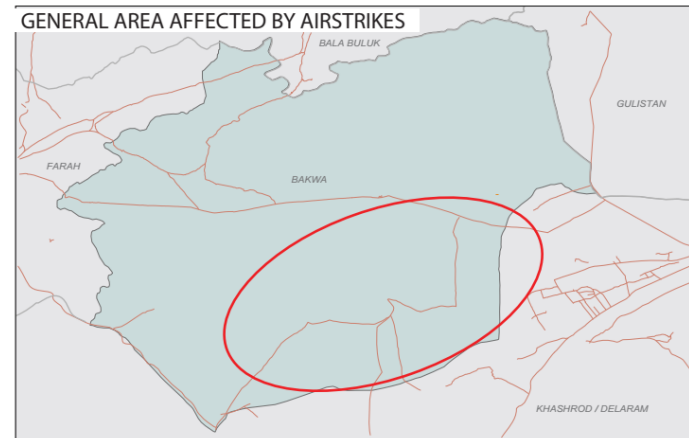 GENERAL AREA AFFECTED BY AIRSTRIKES
BALA BULUK
GULISTAN
FARAH
BAKWA
KHASHROD / DELARAM